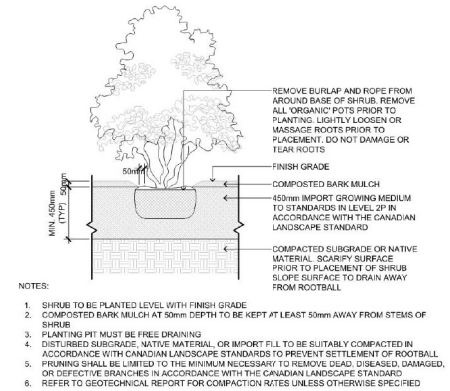 REMOVE BURLAP AND ROPE FROM
AROUND BASE OF SHRUB. REMOVE
ALL 'ORGANIC' POTS PRIOR TO
PLANTING. LIGHTLY LOOSEN OR
MASSAGE ROOTS PRIOR TO
PLACEMENT. DO NOT DAMAGE OR
TEAR ROOTS
50mm
FINISH GRADE
50mm
COMPOSTED BARK MULCH
MIN. 450mm
(TYP)
450mm IMPORT GROWING MEDIUM
TO STANDARDS IN LEVEL 2P IN
ACCORDANCE WITH THE CANADIAN
LANDSCAPE STANDARD
COMPACTED SUBGRADE OR NATIVE
MATERIAL. SCARIFY SURFACE
PRIOR TO PLACEMENT OF SHRUB
SLOPE SURFACE TO DRAIN AWAY
FROM ROOTBALL
NOTES:
1. SHRUB TO BE PLANTED LEVEL WITH FINISH GRADE
2. COMPOSTED BARK MULCH AT 50mm DEPTH TO BE KEPT AT LEAST 50mm AWAY FROM STEMS OF
SHRUB
3. PLANTING PIT MUST BE FREE DRAINING
4. DISTURBED SUBGRADE, NATIVE MATERIAL, OR IMPORT FILL TO BE SUITABLY COMPACTED IN
ACCORDANCE WITH CANADIAN LANDSCAPE STANDARDS TO PREVENT SETTLEMENT OF ROOTBALL
5. PRUNING SHALL BE LIMITED TO THE MINIMUM NECESSARY TO REMOVE DEAD, DISEASED, DAMAGED,
OR DEFECTIVE BRANCHES IN ACCORDANCE WITH THE CANADIAN LANDSCAPE STANDARD
6. REFER TO GEOTECHNICAL REPORT FOR COMPACTION RATES UNLESS OTHERWISE SPECIFIED